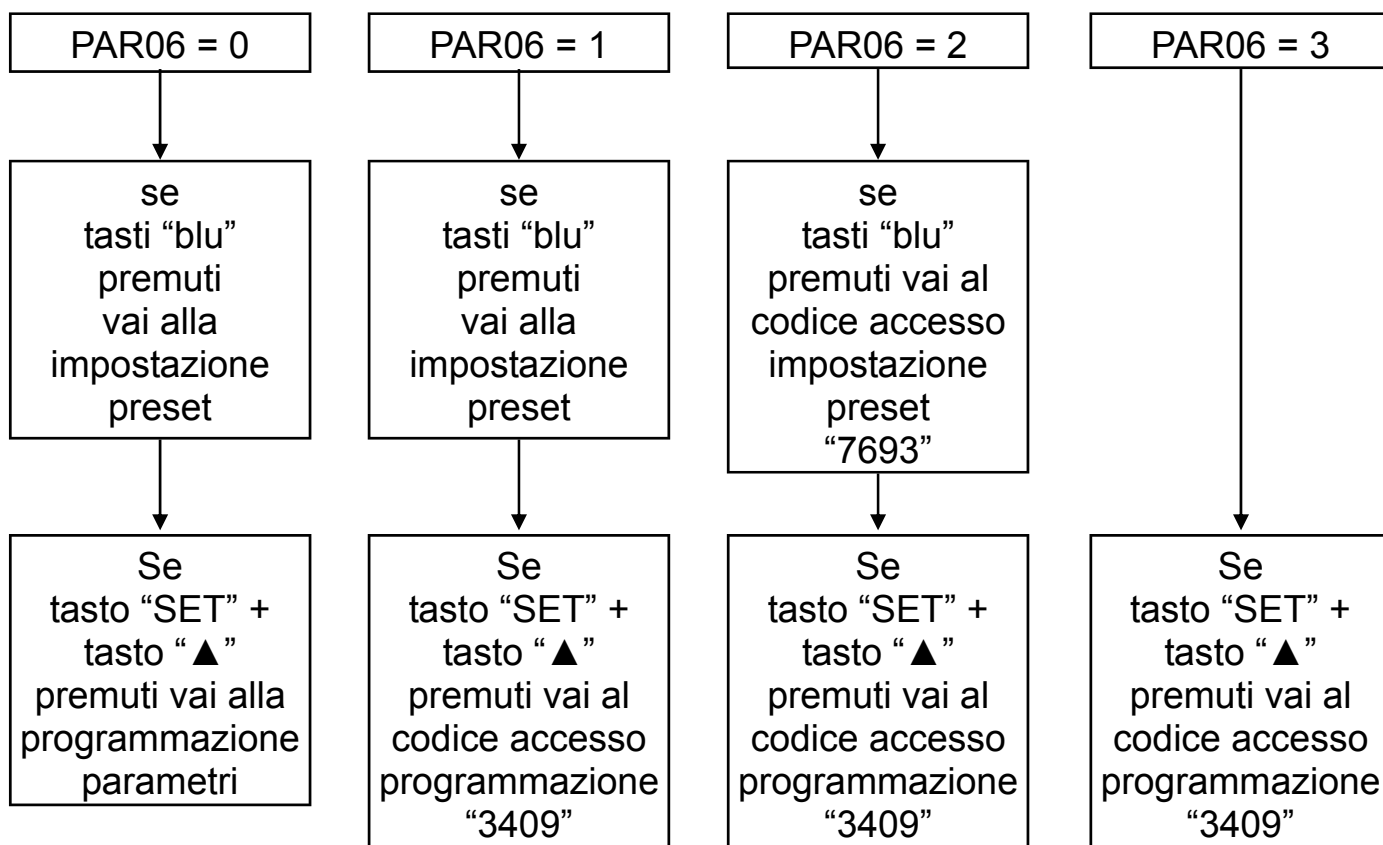 PAR06 = 0
PAR06 = 1
PAR06 = 2
PAR06 = 3
se
tasti “blu”
premuti
vai alla
impostazione
preset
se
tasti “blu”
premuti
vai alla
impostazione
preset
se
tasti “blu”
premuti vai al
codice accesso
impostazione
preset
“7693”
Se
tasto “SET” +
tasto “▲”
premuti vai alla
programmazione
parametri
Se
tasto “SET” +
tasto “▲”
premuti vai al
codice accesso
programmazione
“3409”
Se
tasto “SET” +
tasto “▲”
premuti vai al
codice accesso
programmazione
“3409”
Se
tasto “SET” +
tasto “▲”
premuti vai al
codice accesso
programmazione
“3409”